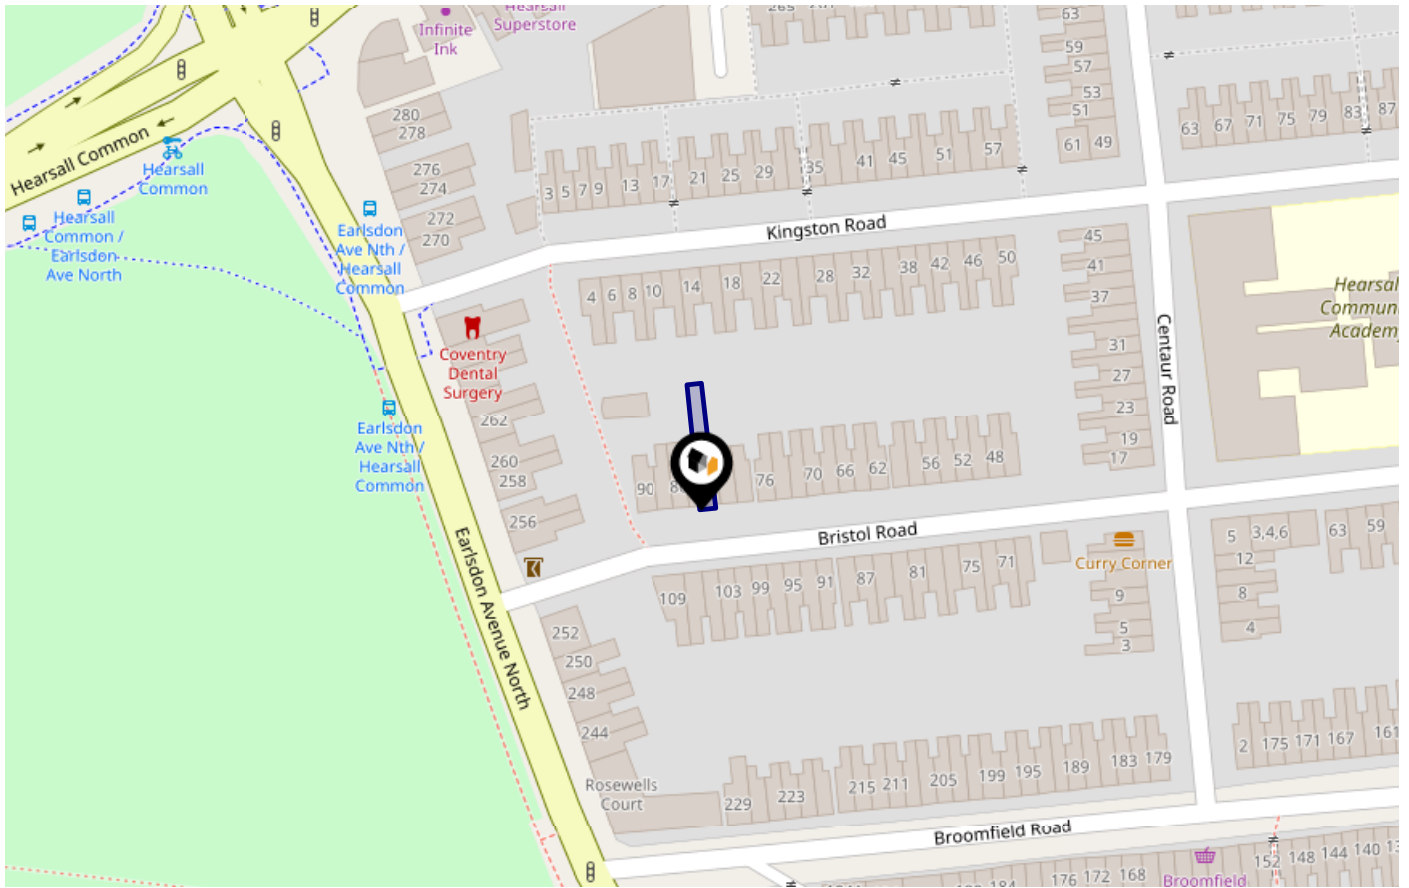 Hearsall
Superstore
Infinite
Ink
265
63
59
57
53
51
61 49
63 67 71 75 79 83 87
280
278
276
274
272
270
Hearsall Common
Hearsall
Common
Hearsall
Common /
Earlsdon
Ave North
Earlsdon
Ave Nth /
Hearsall
Common
3 5 7 9 13 17 21 25 29 35 41 45 51 57
Kingston Road
4 6 8 10 14 18 22 28 32 38 42 46 50
45
41
37
31
27
23
19
17
Centaur Road
Hearsal
Commun
Academ
Coventry
Dental
Surgery
262
260
258
256
Earlsdon
Ave Nth /
Hearsall
Common
90 76 70 66 62 56 52 48
Bristol Road
Earlsdon Avenue North
109 103 99 95 91 87 81 75 71
Curry Corner
9
5
3
5 3,4,6 63 59
12
8
4
252
250
248
244
Rosewells
Court
229 223 215 211 205 199 195 189 183 179
2 175 171 167 161
Broomfield Road
176 172 168 152 148 144 140
Broomfield